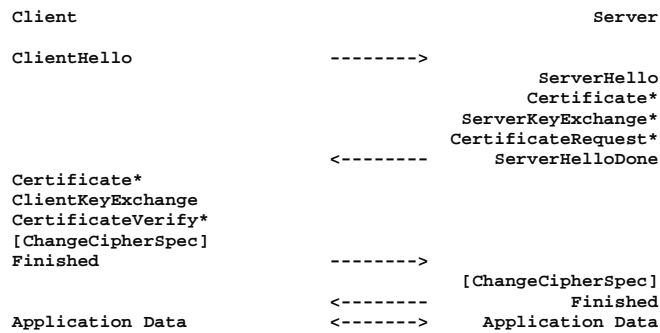 Client Server
ClientHello -------->
ServerHello
Certificate*
ServerKeyExchange*
CertificateRequest*
<-------- ServerHelloDone
Certificate*
ClientKeyExchange
CertificateVerify*
[ChangeCipherSpec]
Finished -------->
[ChangeCipherSpec]
<-------- Finished
Application Data <-------> Application Data